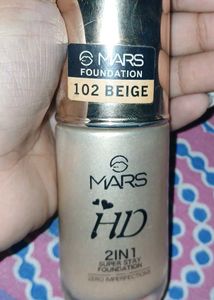 MARS
FOUNDATION
102 BEIGE
MARS
HD
2IN1
SUPER STAY
FOUNDATION
ZERO IMPERFECTIONS